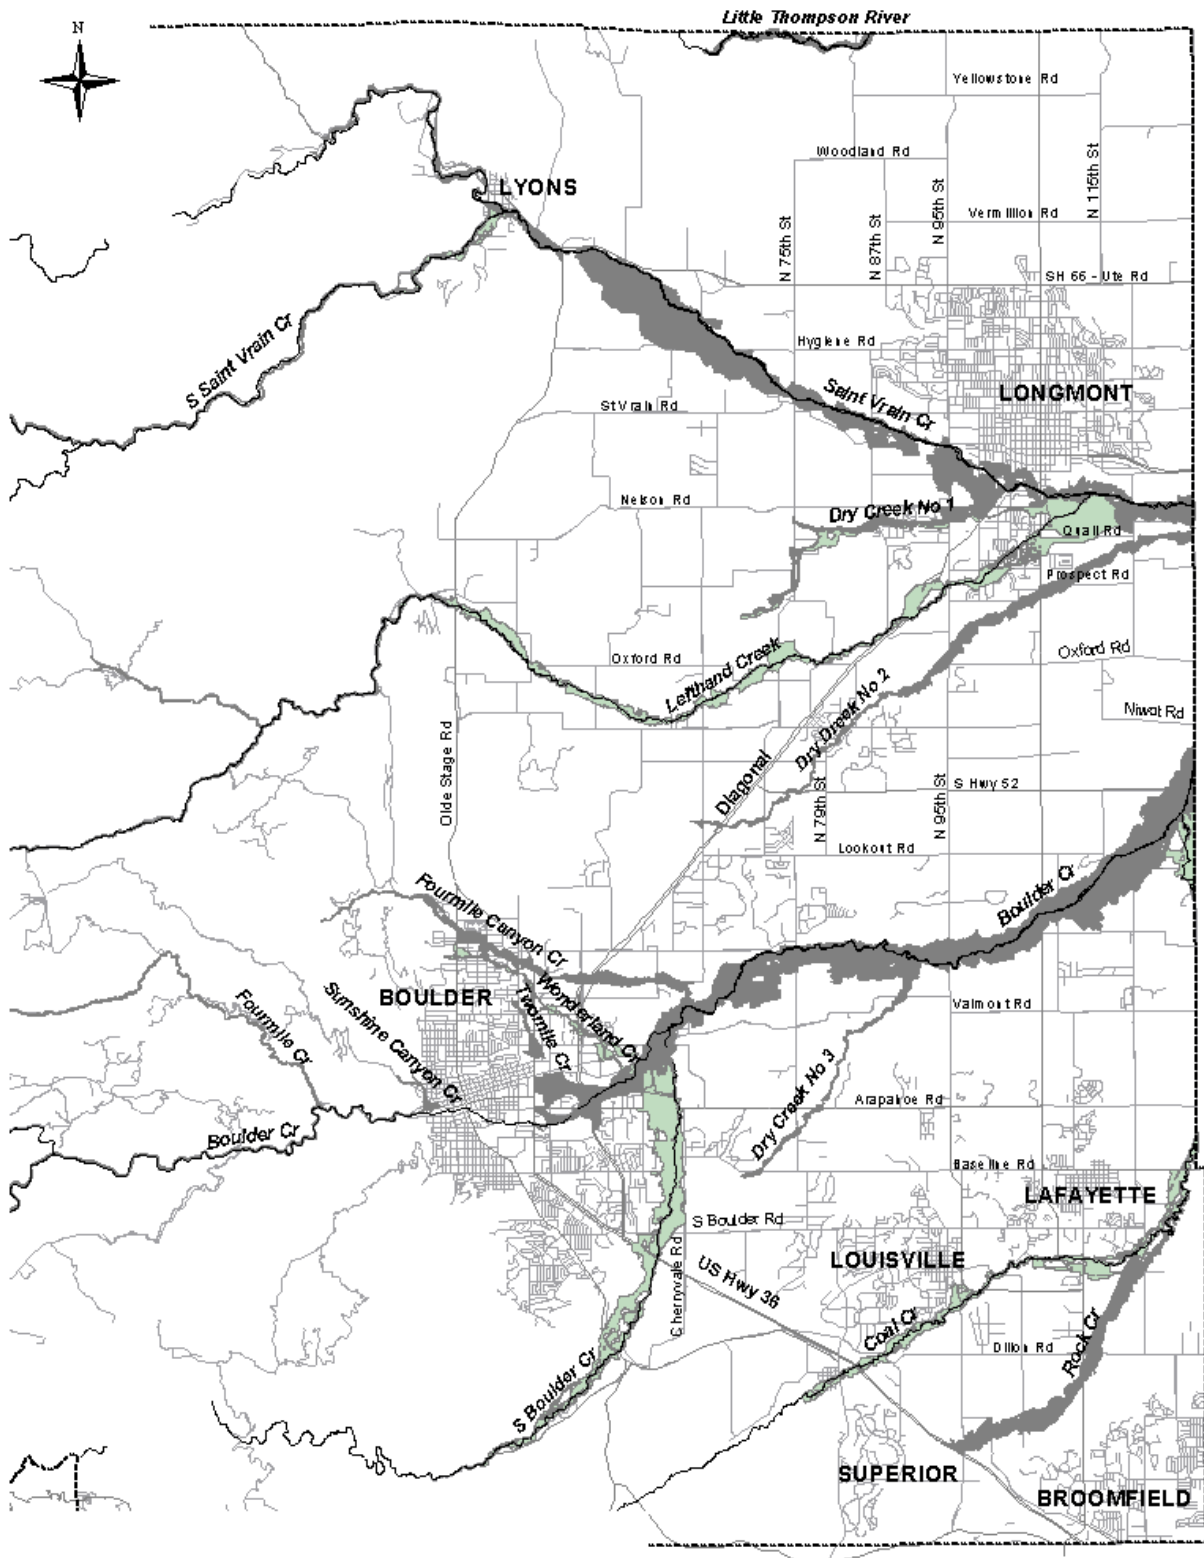 Little Thompson River
N
Yellowstone Rd
Woodland Rd
N 115th St
N 95th St
LYONS
Vermillion Rd
N 75th St
N 87th St
SH 66 - Ute Rd
S Saint Vrain Cr
Hygiene Rd
Saint Vrain Cr
LONGMONT
St Vrain Rd
Nelson Rd
Dry Creek No 1
Quail Rd
Prospect Rd
Oxford Rd
Oxford Rd
Lefthand Creek
Dry Dreek No 2
Niwot Rd
Olde Stage Rd
Diagonal
N 79th St
N 95th St
S Hwy 52
Lookout Rd
Fourmile Canyon Cr
Boulder Cr
Wonderland Cr
BOULDER
Twomile Cr
Sunshine Canyon Cr
Fourmile Cr
Valmont Rd
Dry Creek No 3
Arapahoe Rd
Boulder Cr
Baseline Rd
LAFAYETTE
S Boulder Rd
Cherryvale Rd
LOUISVILLE
US Hwy 36
Coal Cr
Dillon Rd
Rock Cr
S Boulder Cr
SUPERIOR
BROOMFIELD